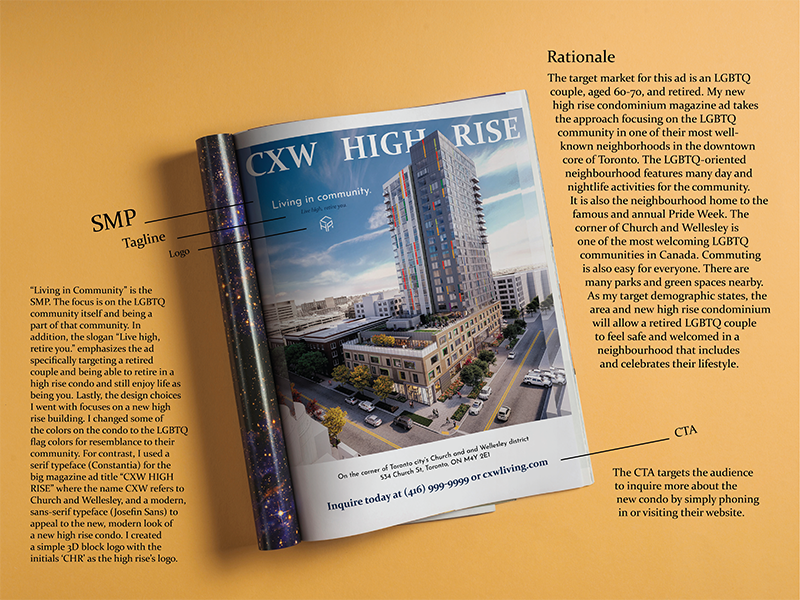 Rationale
The target market for this ad is an LGBTQ
couple, aged 60-70, and retired. My new
high rise condominium magazine ad takes
the approach focusing on the LGBTQ
community in one of their most well-
known neighborhoods in the downtown
core of Toronto. The LGBTQ-oriented
neighbourhood features many day and
nightlife activities for the community.
It is also the neighbourhood home to the
famous and annual Pride Week. The
corner of Church and Wellesley is
one of the most welcoming LGBTQ
communities in Canada. Commuting
is also easy for everyone. There are
many parks and green spaces nearby.
As my target demographic states, the
area and new high rise condominium
will allow a retired LGBTQ couple
to feel safe and welcomed in a
neighbourhood that includes
and celebrates their lifestyle.
CXW HIGH RISE
Living in community.
Live high, retire you.
SMP
Tagline
Logo
“Living in Community” is the
SMP. The focus is on the LGBTQ
community itself and being a
part of that community. In
addition, the slogan “Live high,
retire you.” emphasizes the ad
specifically targeting a retired
couple and being able to retire in a
high rise condo and still enjoy life as
being you. Lastly, the design choices
I went with focuses on a new high
rise building. I changed some of
the colors on the condo to the LGBTQ
flag colors for resemblance to their
community. For contrast, I used a
serif typeface (Constantia) for the
big magazine ad title “CXW HIGH
RISE” where the name CXW refers to
Church and Wellesley, and a modern,
sans-serif typeface (Josefin Sans) to
appeal to the new, modern look of
a new high rise condo. I created
a simple 3D block logo with the
initials ‘CHR’ as the high rise’s logo.
On the corner of Toronto city's Church and and Wellesley district
534 Church St, Toronto, ON M4Y 2E1
Inquire today at (416) 999-9999 or cxwliving.com
CTA
The CTA targets the audience
to inquire more about the
new condo by simply phoning
in or visiting their website.